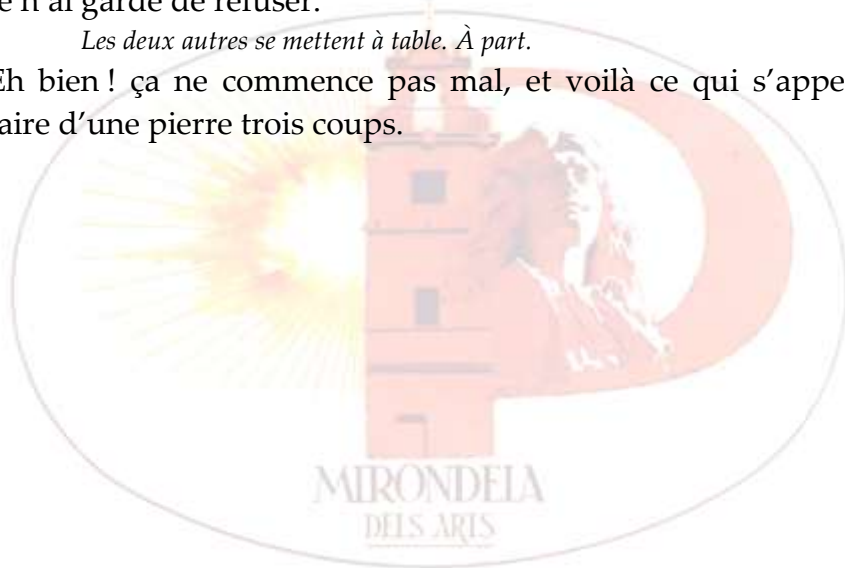 e n'ai garde de refuser.
Les deux autres se mettent à table. À part.
Eh bien ! ça ne commence pas mal, et voilà ce qui s'appe
aire d'une pierre trois coups.
MIRONDELA
DELS ARTS